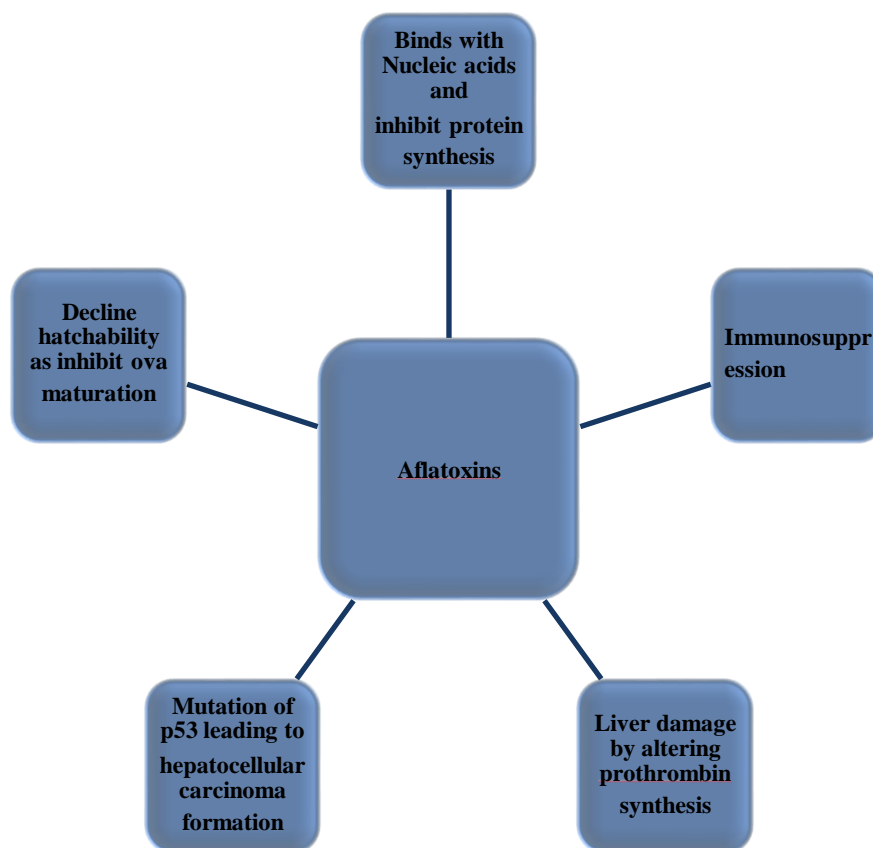 Binds with
Nucleic acids
and
inhibit protein
synthesis
Decline
hatchability
as inhibit ova
maturation
Immunosuppr
ession
Aflatoxins
Mutation of
p53 leading to
hepatocellular
carcinoma
formation
Liver damage
by altering
prothrombin
synthesis